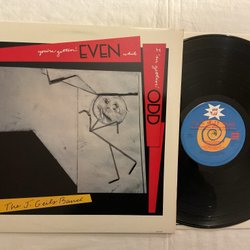 you're gettin' EVEN while
I'm gettin' ODD
The J. Geils Band